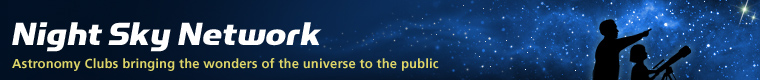 Night Sky Network
Astronomy Clubs bringing the wonders of the universe to the public